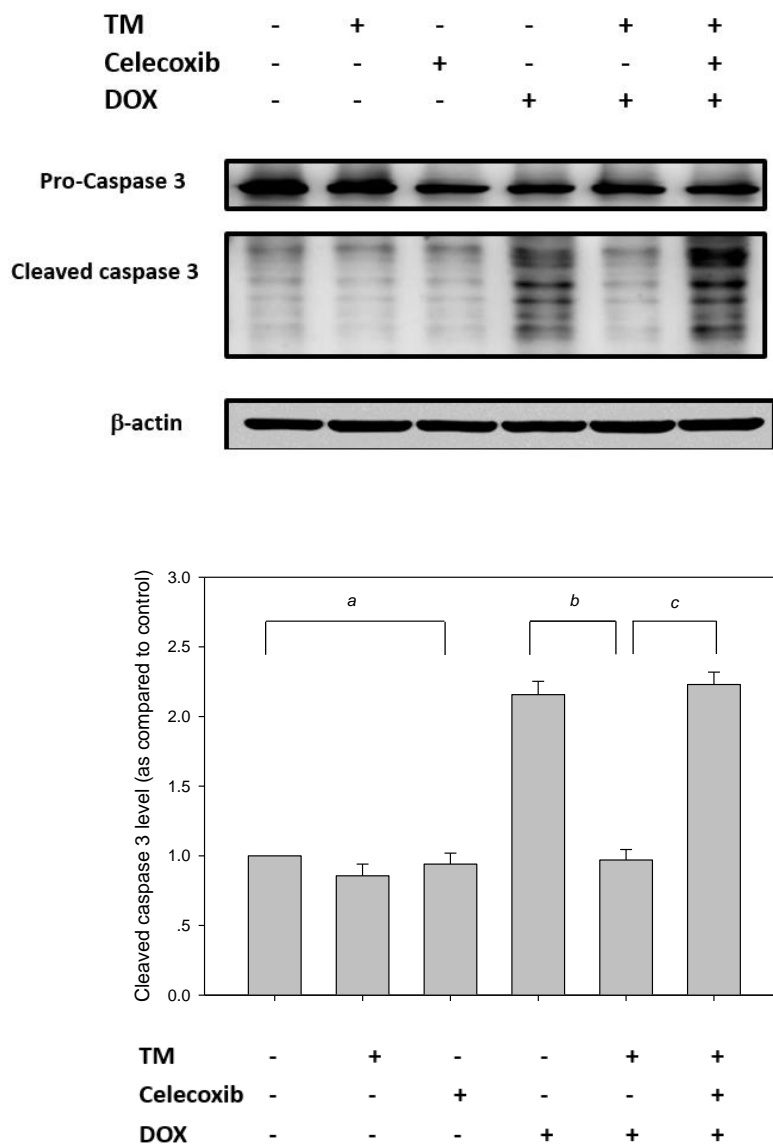 TM - + - - + +
Celecoxib - - + - - +
DOX - - - + + +
Pro-Caspase 3
Cleaved caspase 3
β-actin
Cleaved caspase 3 level (as compared to control)
3.0
a b c
2.5
2.0
1.5
1.0
.5
0.0
TM - + - - + +
Celecoxib - - + - - +
DOX - - - + + +